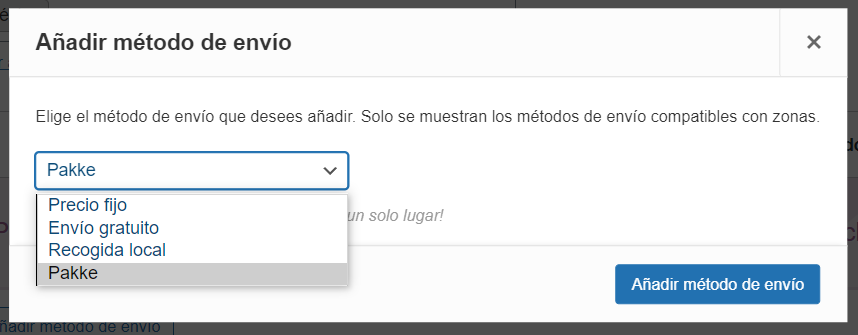 Añadir método de envío
Elige el método de envío que desees añadir. Solo se muestran los métodos de envío compatibles con zonas.
Pakke
Precio fijo
Envío gratuito
un solo lugar!
Recogida local
Pakke
Añadir método de envío
ñadir método de envío